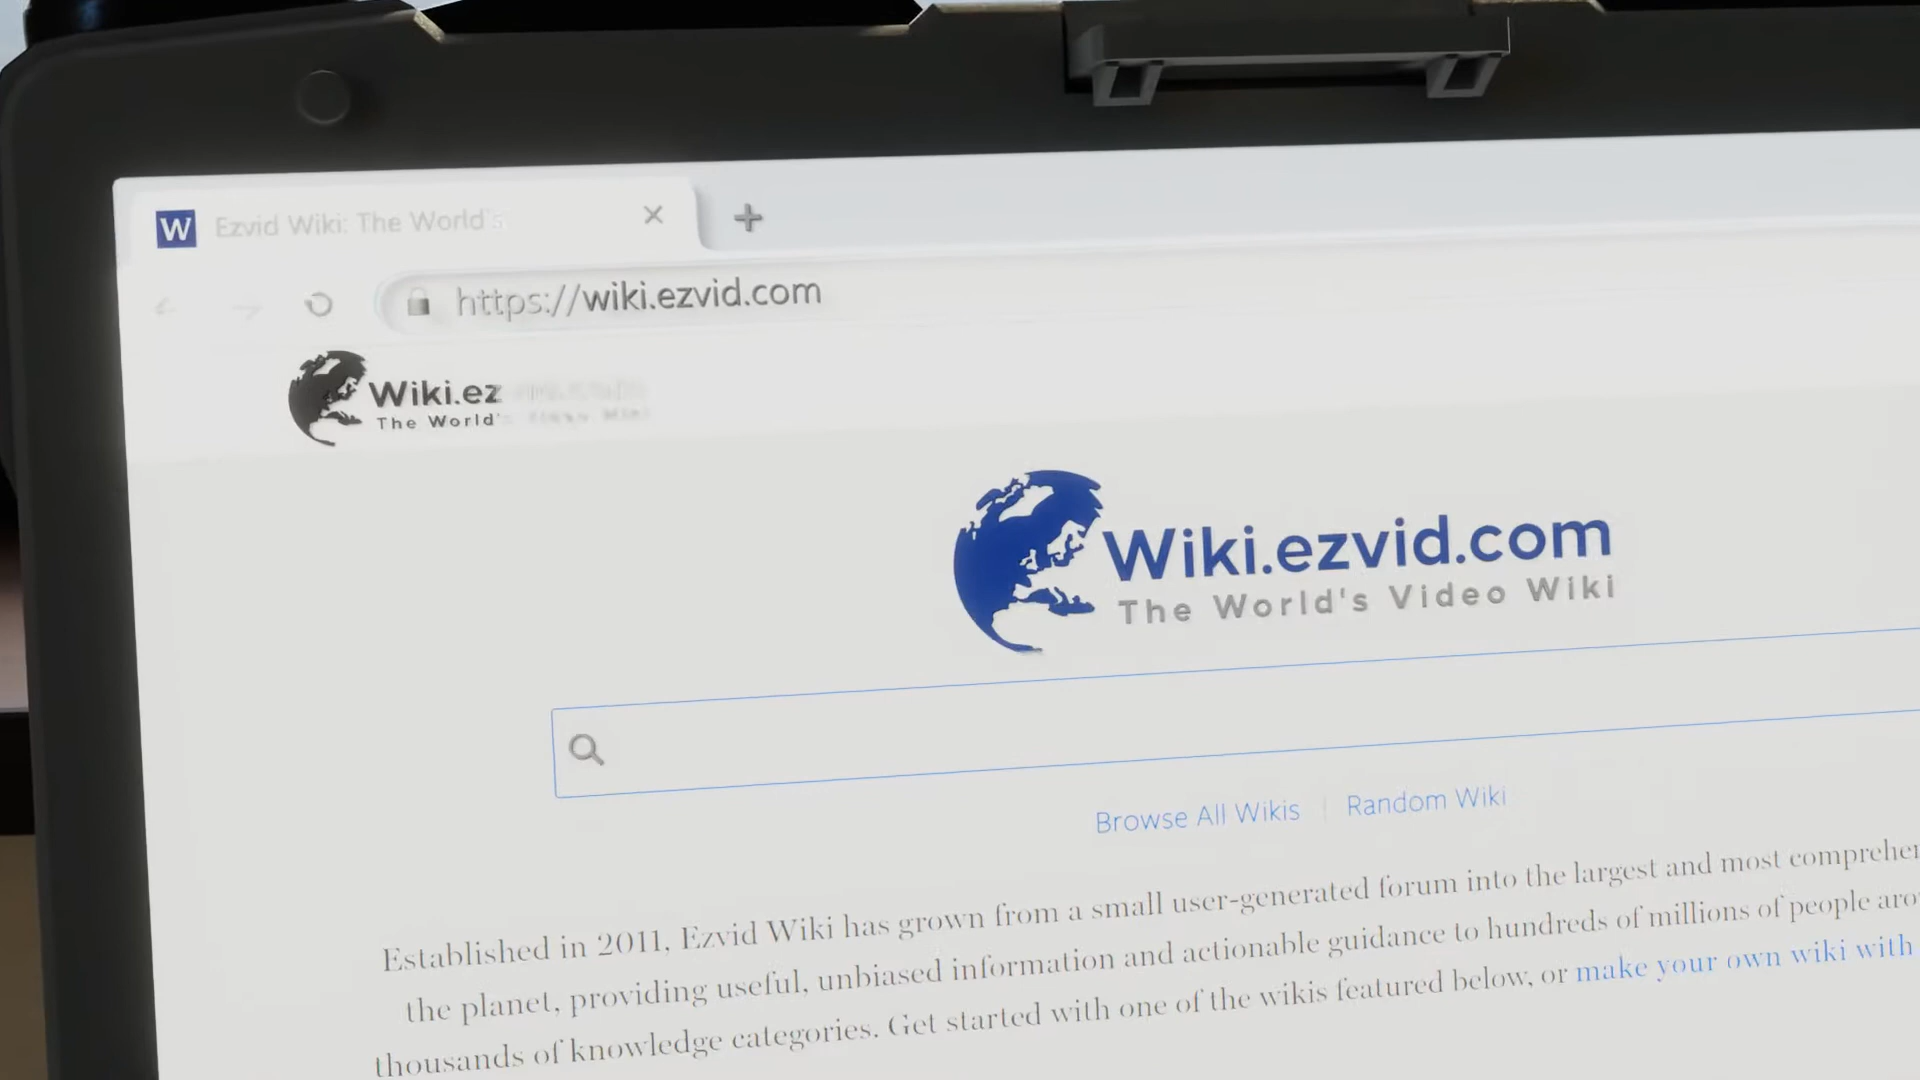 W Ezvid Wiki: The World's
https://wiki.ezvid.com
Wiki.ez
The World's
Wiki.ezvid.com
The World's Video Wiki
Browse All Wikis | Random Wiki
Established in 2011, Ezvid Wiki has grown from a small user-generated forum into the largest and most comprehen
the planet, providing useful, unbiased information and actionable guidance to hundreds of millions of people aro
thousands of knowledge categories. Get started with one of the wikis featured below, or make your own wiki with